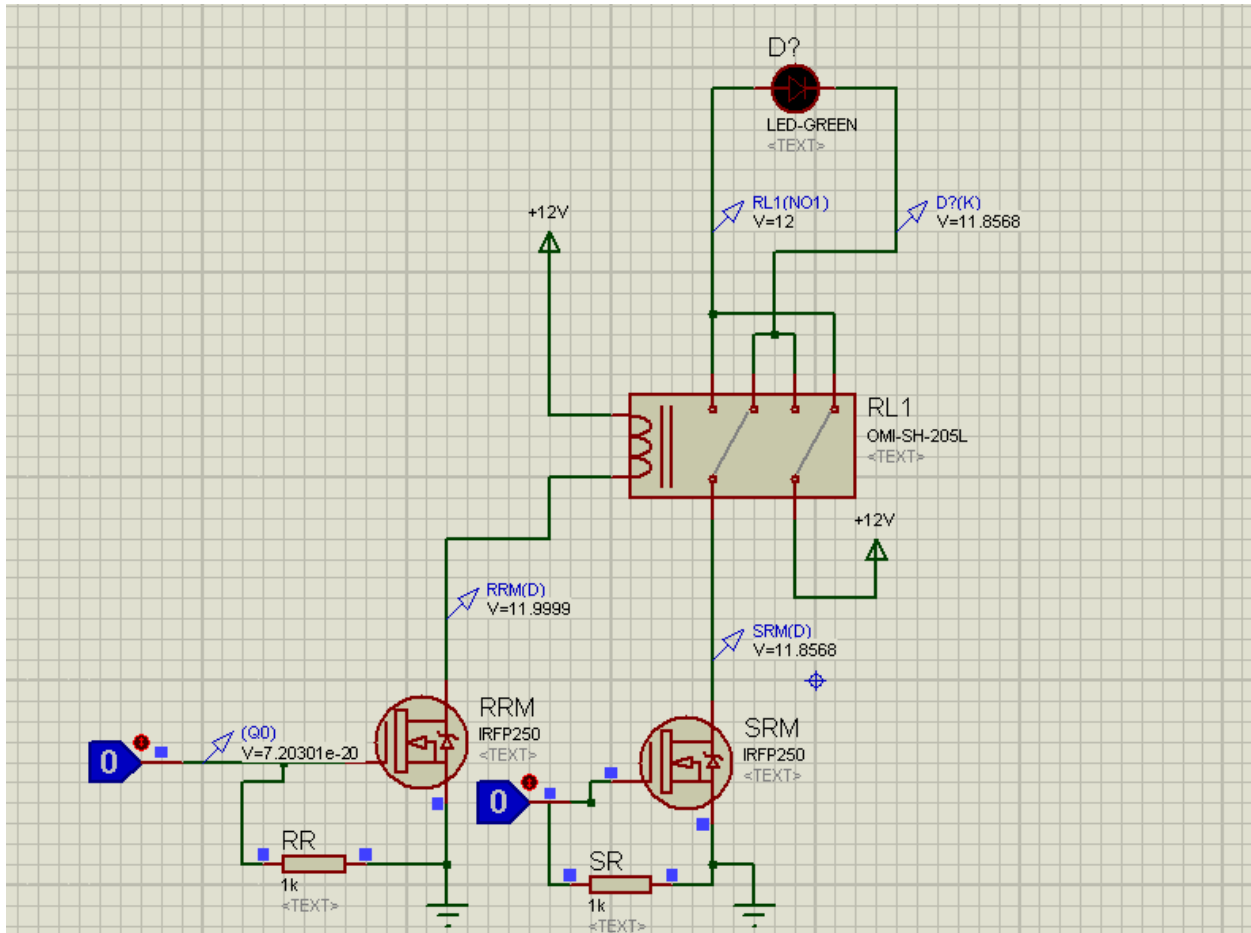 D?
LED-GREEN
<TEXT>
RL1(NO1)
V=12
D?(K)
V=11.8568
+12V
RL1
OMI-SH-205L
<TEXT>
+12V
RRM(D)
V=11.9999
SRM(D)
V=11.8568
RRM
IRFP250
<TEXT>
SRM
IRFP250
<TEXT>
(Q0)
V=7.20301e-20
0
0
RR
1k
<TEXT>
SR
1k
<TEXT>